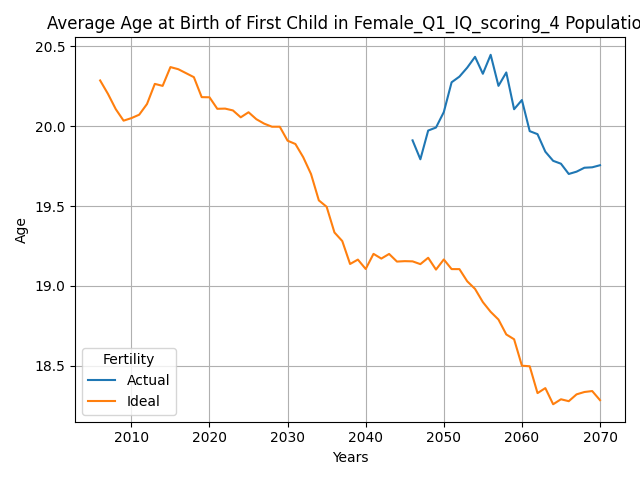 Average Age at Birth of First Child in Female_Q1_IQ_scoring_4 Populatio
20.5
20.0
19.5
19.0
18.5
Age
Fertility
Actual
Ideal
2010
2020
2030
2040
2050
2060
2070
Years